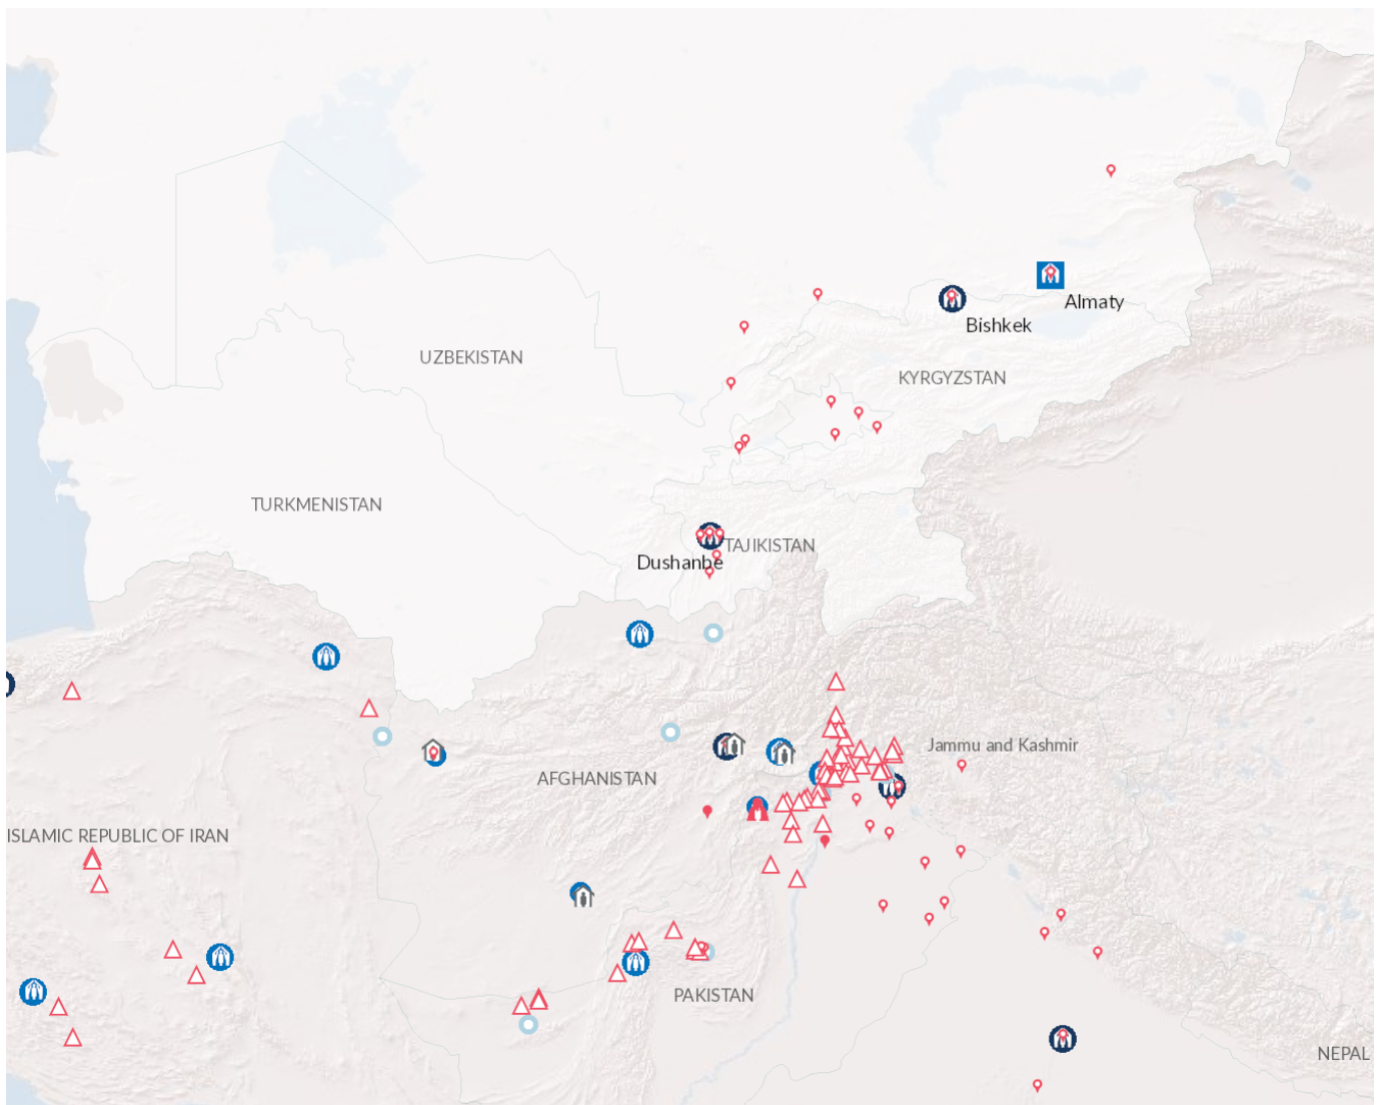 Almaty
Bishkek
UZBEKISTAN
KYRGYZSTAN
TURKMENISTAN
TAJIKISTAN
Dushanbe
Jammu and Kashmir
AFGHANISTAN
ISLAMIC REPUBLIC OF IRAN
PAKISTAN
NEPAL